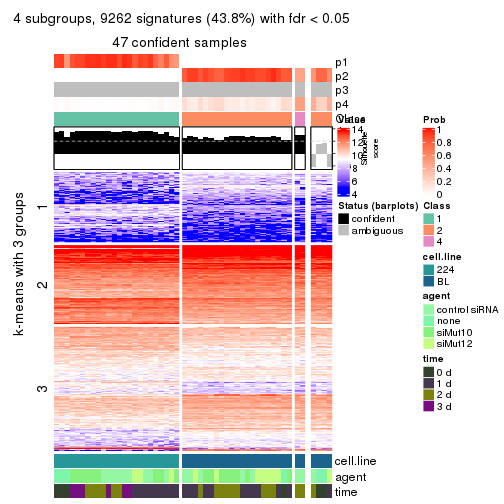 4 subgroups, 9262 signatures (43.8%) with fdr < 0.05
47 confident samples
p1
p2
p3
p4
Class
Silhouette
score
k-means with 3 groups
1
2
3
cell.line
agent
time
Value
14
12
10
8
6
4
Prob
1
0.8
0.6
0.4
0.2
0
Status (barplots)
confident
ambiguous
Class
1
2
4
cell.line
224
BL
agent
control siRNA
none
siMut10
siMut12
time
0 d
1 d
2 d
3 d